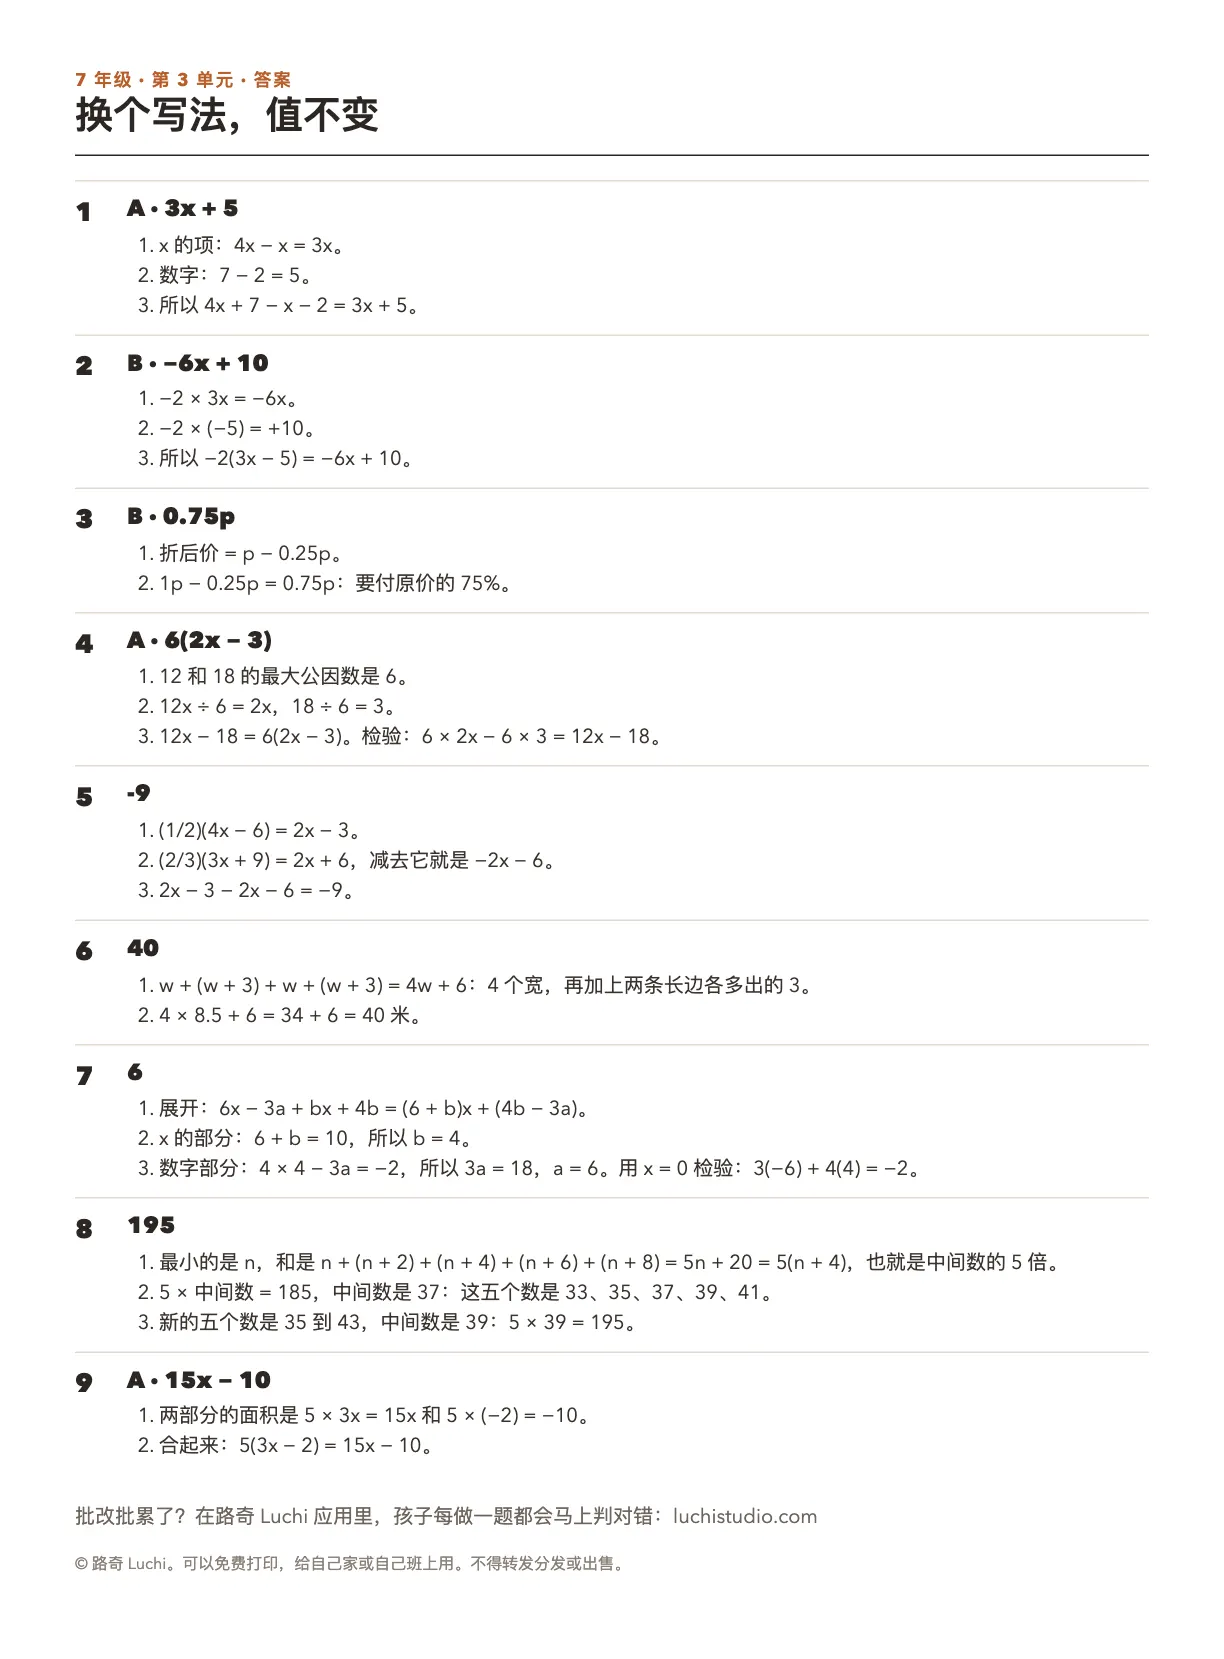 7 年级 · 第 3 单元 · 答案
换个写法，值不变
1 A · 3x + 5
1. x 的项：4x − x = 3x。
2. 数字：7 − 2 = 5。
3. 所以 4x + 7 − x − 2 = 3x + 5。
2 B · −6x + 10
1. −2 × 3x = −6x。
2. −2 × (−5) = +10。
3. 所以 −2(3x − 5) = −6x + 10。
3 B · 0.75p
1. 折后价 = p − 0.25p。
2. 1p − 0.25p = 0.75p：要付原价的 75%。
4 A · 6(2x − 3)
1. 12 和 18 的最大公因数是 6。
2. 12x ÷ 6 = 2x，18 ÷ 6 = 3。
3. 12x − 18 = 6(2x − 3)。检验：6 × 2x − 6 × 3 = 12x − 18。
5 -9
1. (1/2)(4x − 6) = 2x − 3。
2. (2/3)(3x + 9) = 2x + 6，减去它就是 −2x − 6。
3. 2x − 3 − 2x − 6 = −9。
6 40
1. w + (w + 3) + w + (w + 3) = 4w + 6：4 个宽，再加上两条长边各多出的 3。
2. 4 × 8.5 + 6 = 34 + 6 = 40 米。
7 6
1. 展开：6x − 3a + bx + 4b = (6 + b)x + (4b − 3a)。
2. x 的部分：6 + b = 10，所以 b = 4。
3. 数字部分：4 × 4 − 3a = −2，所以 3a = 18，a = 6。用 x = 0 检验：3(−6) + 4(4) = −2。
8 195
1. 最小的是 n，和是 n + (n + 2) + (n + 4) + (n + 6) + (n + 8) = 5n + 20 = 5(n + 4)，也就是中间数的 5 倍。
2. 5 × 中间数 = 185，中间数是 37：这五个数是 33、35、37、39、41。
3. 新的五个数是 35 到 43，中间数是 39：5 × 39 = 195。
9 A · 15x − 10
1. 两部分的面积是 5 × 3x = 15x 和 5 × (−2) = −10。
2. 合起来：5(3x − 2) = 15x − 10。
批改批累了？在路奇 Luchi 应用里，孩子每做一题都会马上判对错：luchistudio.com
© 路奇 Luchi。可以免费打印，给自己家或自己班上用。不得转发分发或出售。